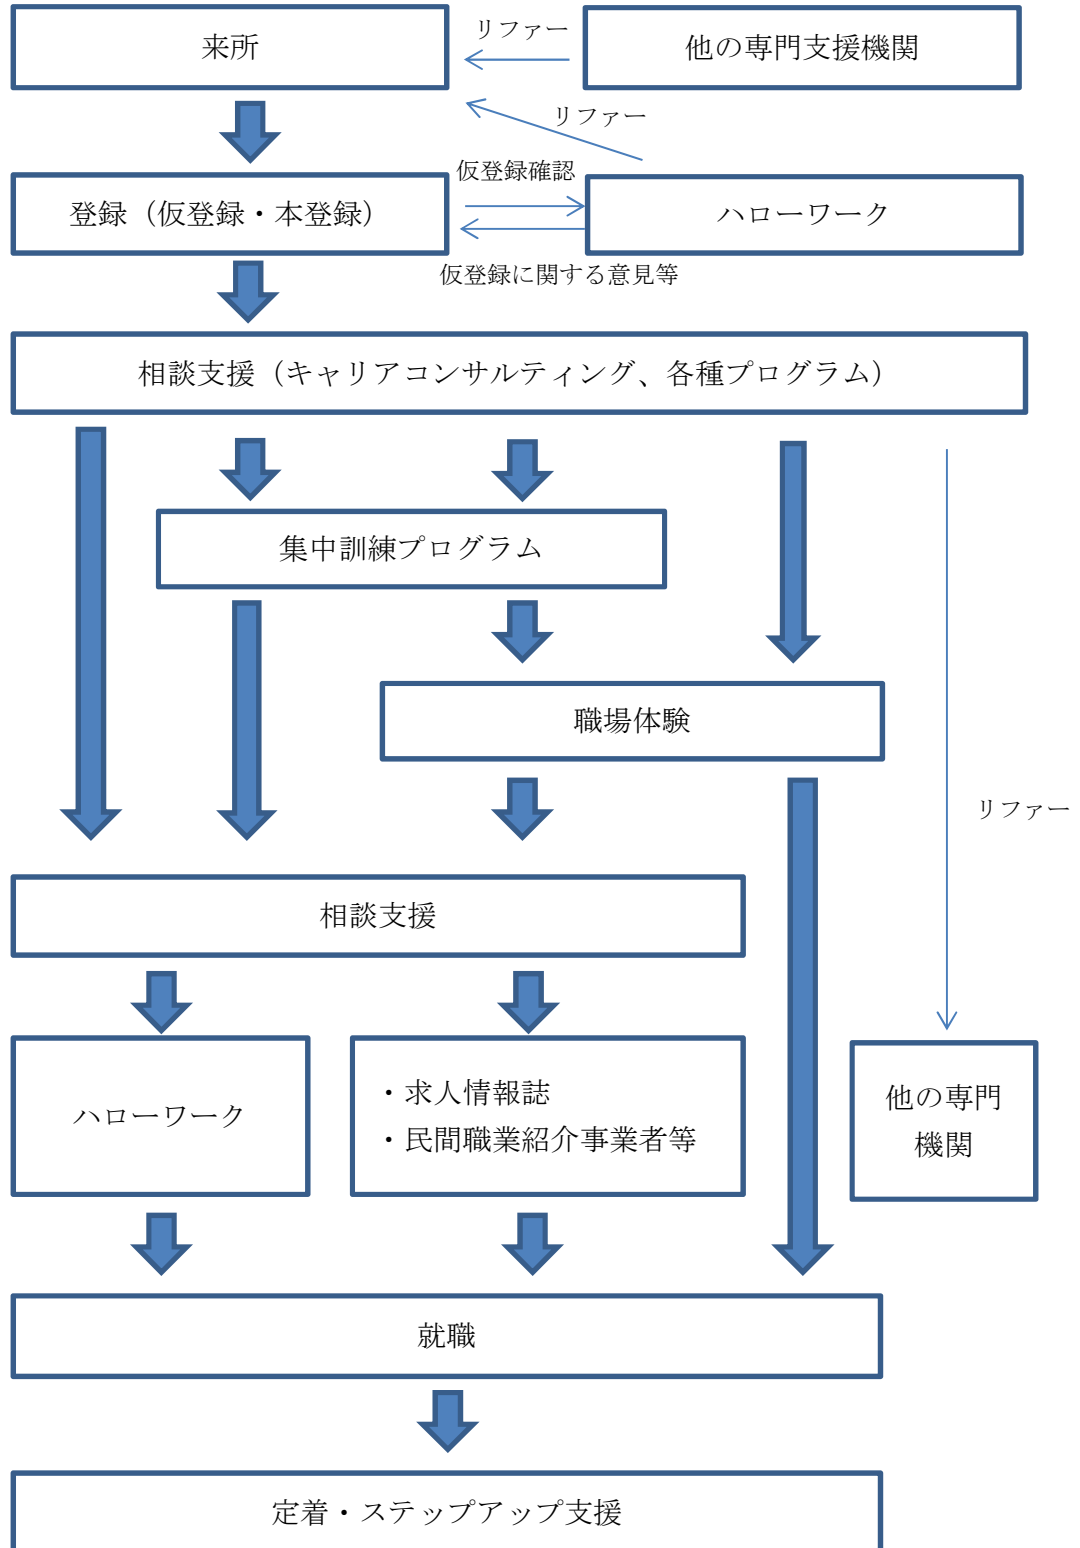 来所
リファー
他の専門支援機関
リファー
仮登録確認
登録（仮登録・本登録）
ハローワーク
仮登録に関する意見等
相談支援（キャリアコンサルティング、各種プログラム）
集中訓練プログラム
職場体験
リファー
相談支援
ハローワーク
・求人情報誌
・民間職業紹介事業者等
他の専門
機関
就職
定着・ステップアップ支援